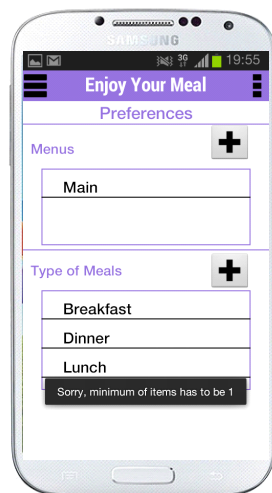 SAMSUNG
3G 19:55
Enjoy Your Meal
Preferences
Menus
Main
Type of Meals
Breakfast
Dinner
Lunch
Sorry, minimum of items has to be 1